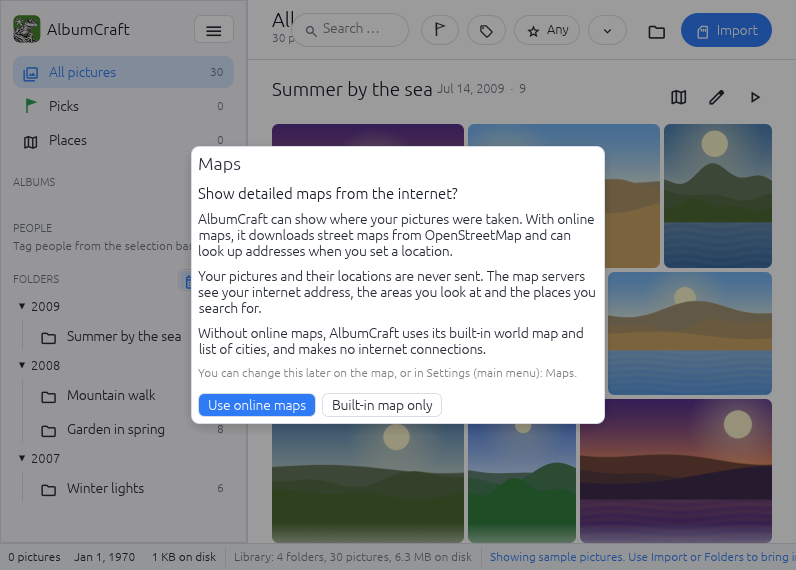 AlbumCraft
All pictures 30
Picks 0
Places 0
ALBUMS
PEOPLE
Tag people from the selection bar
FOLDERS
2009
Summer by the sea
2008
Mountain walk 8
Garden in spring 8
2007
Winter lights 6
All
30 p
Search …
Any
Import
Summer by the sea Jul 14, 2009 · 9
Maps
Show detailed maps from the internet?
AlbumCraft can show where your pictures were taken. With online
maps, it downloads street maps from OpenStreetMap and can
look up addresses when you set a location.
Your pictures and their locations are never sent. The map servers
see your internet address, the areas you look at and the places you
search for.
Without online maps, AlbumCraft uses its built-in world map and
list of cities, and makes no internet connections.
You can change this later on the map, or in Settings (main menu): Maps.
Use online maps
Built-in map only
0 pictures Jan 1, 1970 1 KB on disk Library: 4 folders, 30 pictures, 6.3 MB on disk Showing sample pictures. Use Import or Folders to bring